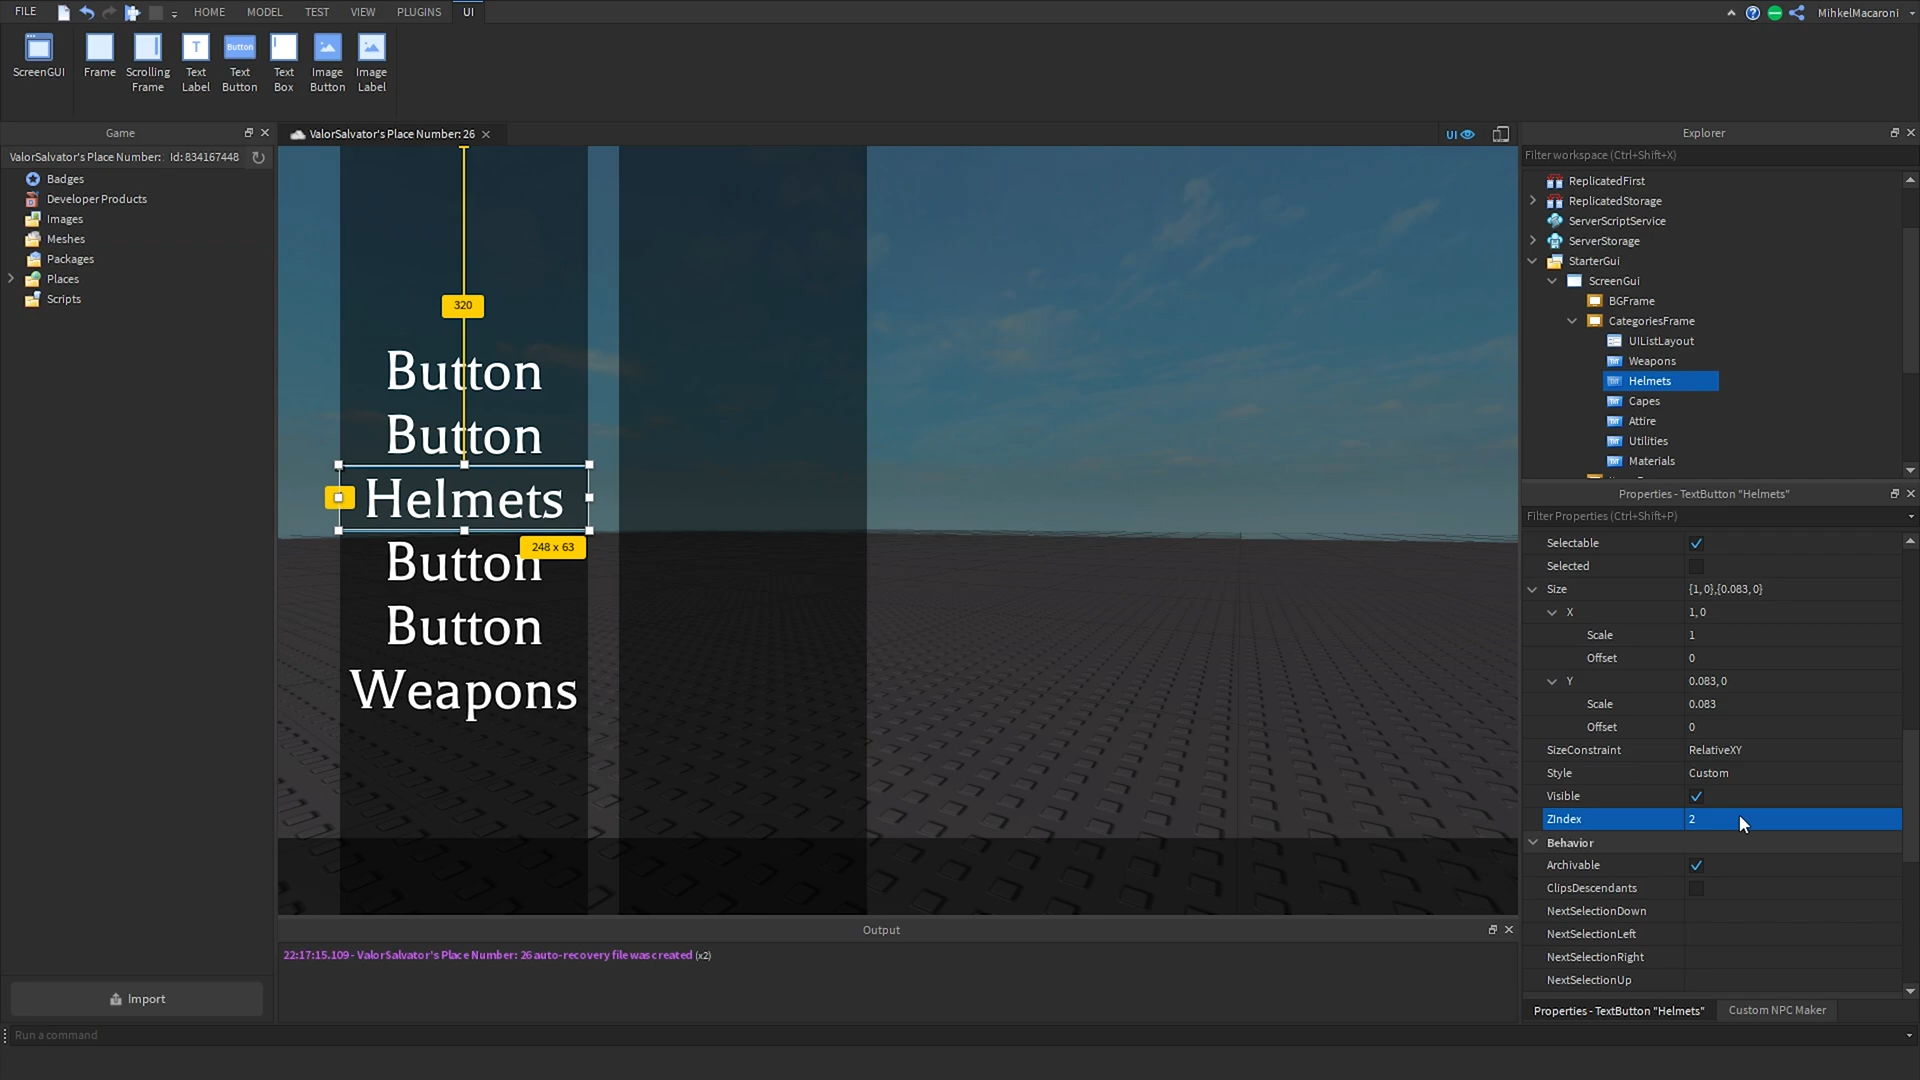 FILE
HOME
MODEL
TEST
VIEW
PLUGINS
UI
MihkelMacaroni
ScreenGUI
Frame
Scrolling
Frame
Text
Label
Button
Text
Button
Text
Box
Image
Button
Image
Label
Game
ValorSalvator's Place Number: Id: 834167448
Badges
Developer Products
Images
Meshes
Packages
Places
Scripts
Import
ValorSalvator's Place Number: 26
UI
320
Button
Button
Helmets
248 x 63
Button
Button
Weapons
Output
22:17:15.109 - ValorSalvator's Place Number: 26 auto-recovery file was created (x2)
Explorer
Filter workspace (Ctrl+Shift+X)
ReplicatedFirst
ReplicatedStorage
ServerScriptService
ServerStorage
StarterGui
ScreenGui
BGFrame
CategoriesFrame
UIListLayout
Weapons
Helmets
Capes
Attire
Utilities
Materials
Properties - TextButton "Helmets"
Filter Properties (Ctrl+Shift+P)
Selectable
Selected
Size {1, 0},{0.083, 0}
X 1, 0
Scale 1
Offset 0
Y 0.083, 0
Scale 0.083
Offset 0
SizeConstraint RelativeXY
Style Custom
Visible
ZIndex 2
Behavior
Archivable
ClipsDescendants
NextSelectionDown
NextSelectionLeft
NextSelectionRight
NextSelectionUp
Properties - TextButton "Helmets"
Custom NPC Maker
Run a command